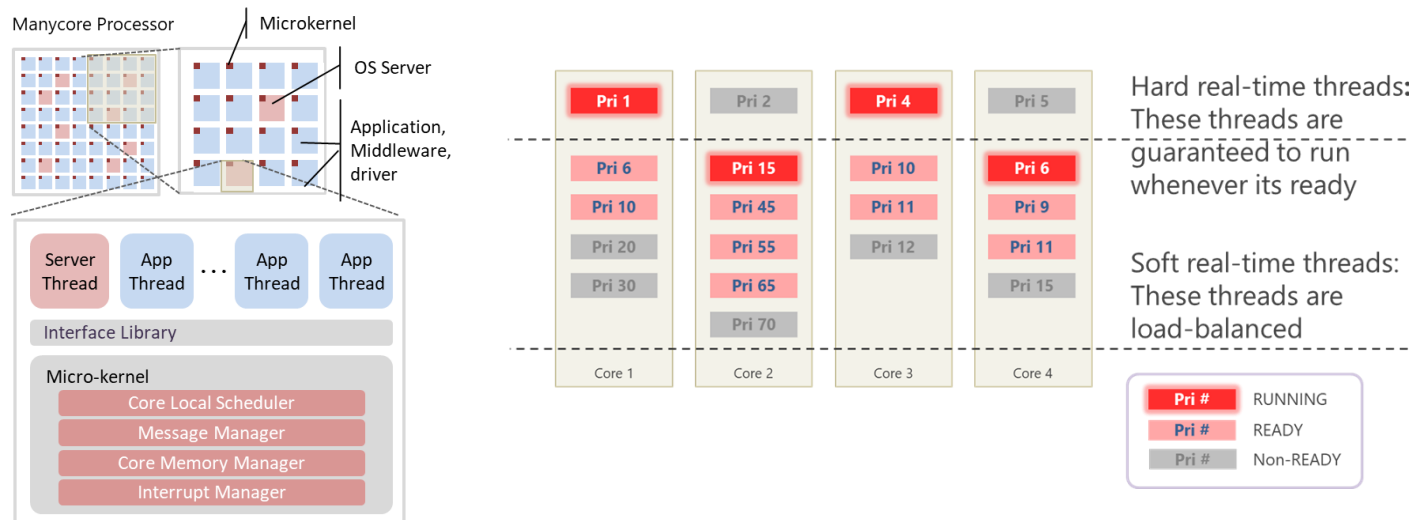 Manycore Processor
Microkernel
OS Server
Application,
Middleware,
driver
Server
Thread
App
Thread
...
App
Thread
App
Thread
Interface Library
Micro-kernel
Core Local Scheduler
Message Manager
Core Memory Manager
Interrupt Manager
Pri 1
Pri 2
Pri 4
Pri 5
Pri 6
Pri 15
Pri 10
Pri 6
Pri 10
Pri 45
Pri 11
Pri 9
Pri 20
Pri 55
Pri 12
Pri 11
Pri 30
Pri 65
Pri 15
Pri 70
Core 1
Core 2
Core 3
Core 4
Hard real-time threads:
These threads are
guaranteed to run
whenever its ready
Soft real-time threads:
These threads are
load-balanced
Pri #
RUNNING
Pri #
READY
Pri #
Non-READY